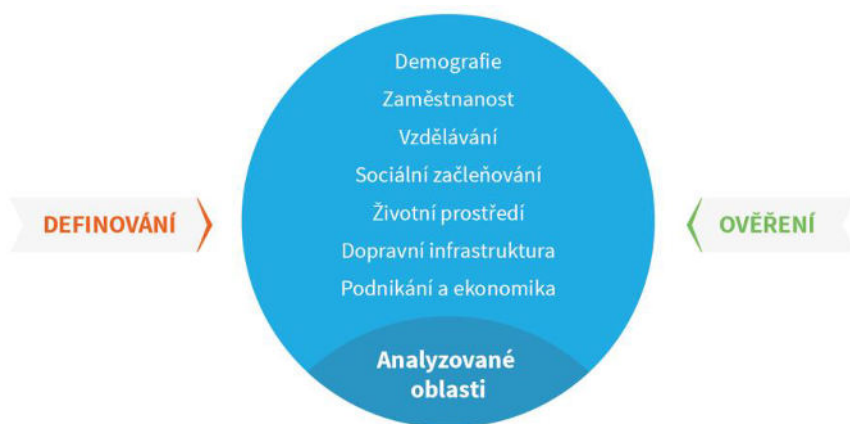 Demografie
Zaměstnanost
Vzdělávání
Sociální začleňování
Životní prostředí
DEFINOVÁNÍ
OVĚŘENÍ
Dopravní infrastruktura
Podnikání a ekonomika
Analyzované
oblasti